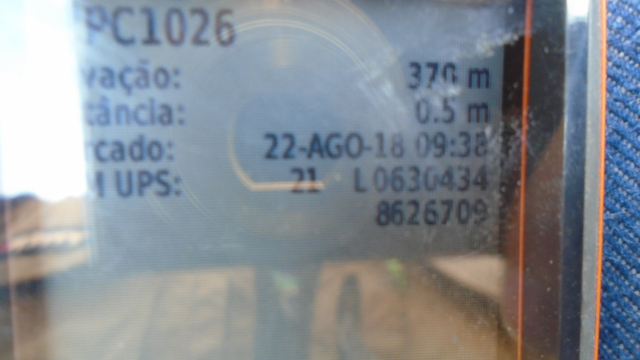 PC1026
vação: 370 m
tância: 0.5 m
rcado: 22-AGO-18 09:38
M UPS: 21 L 0630434
8626709